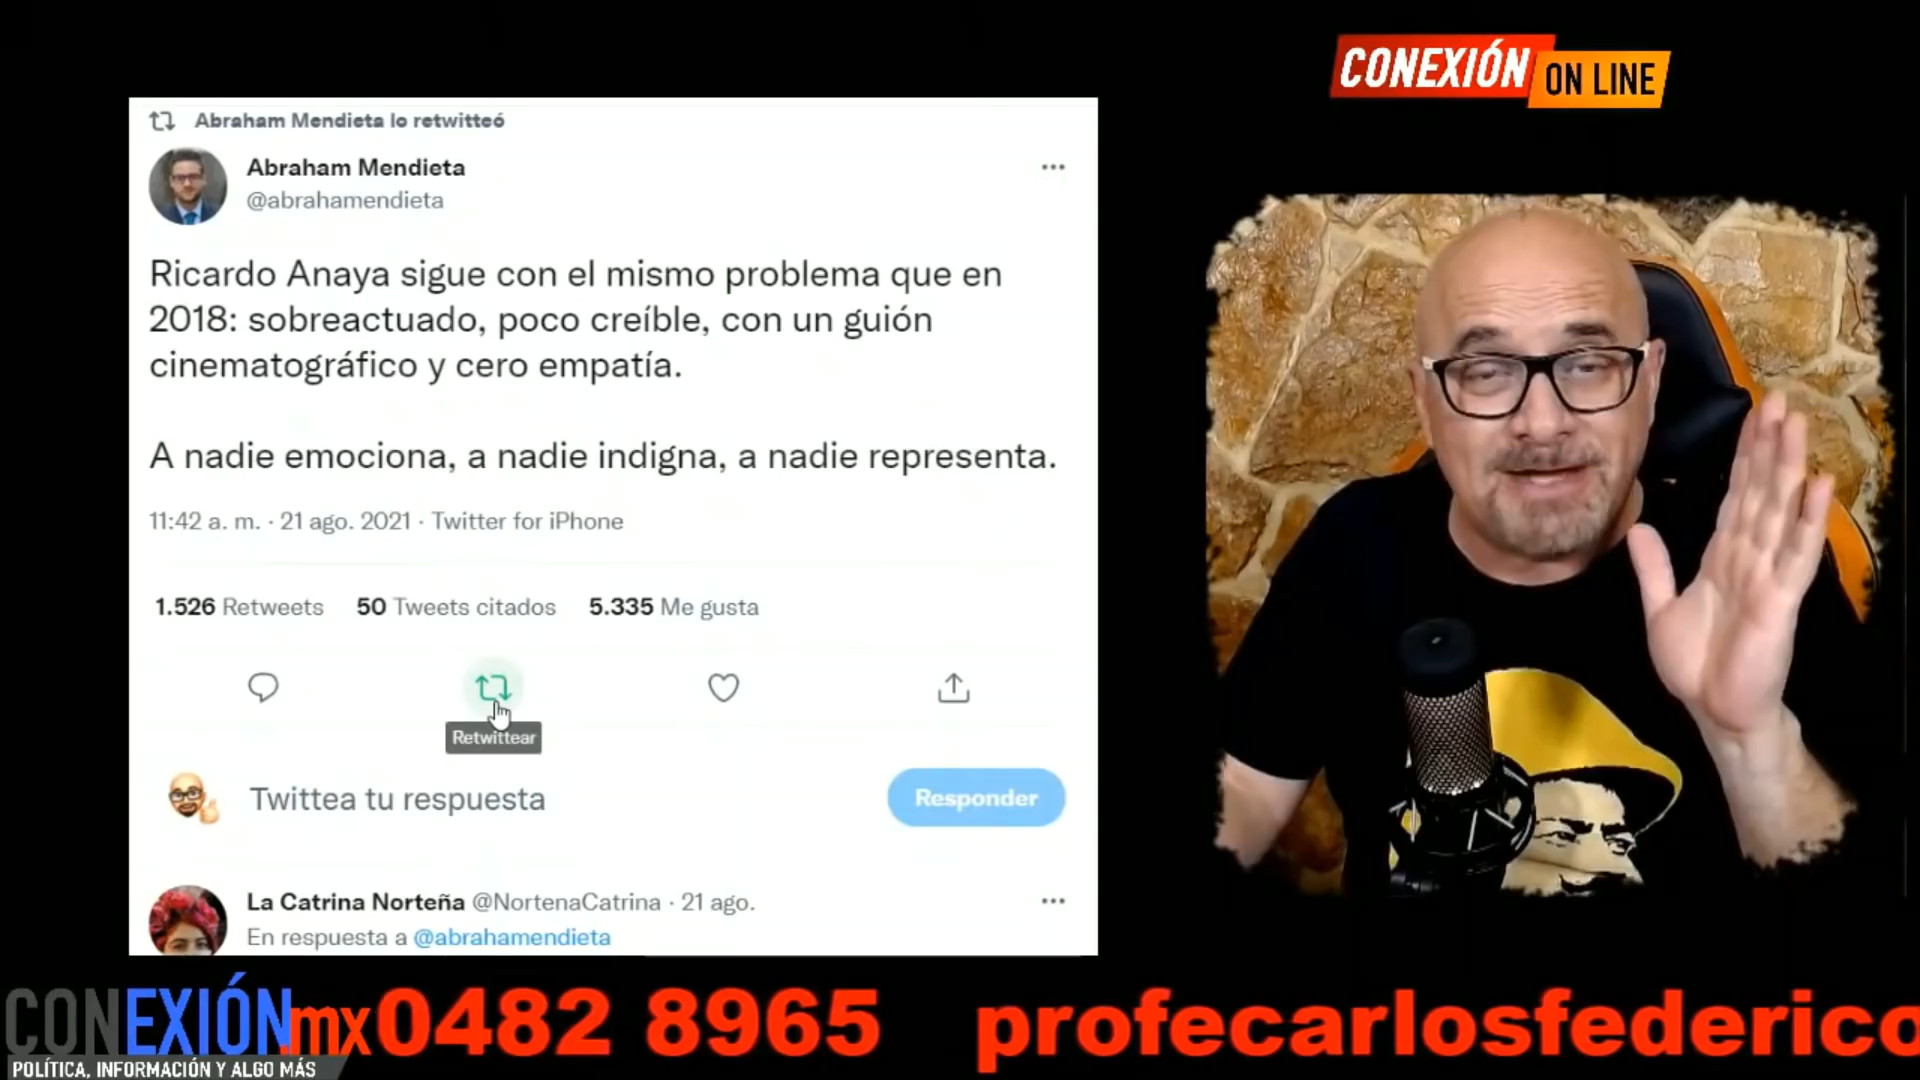 CONEXIÓN ON LINE
Abraham Mendieta lo retwitteó
Abraham Mendieta
@abrahamendieta
Ricardo Anaya sigue con el mismo problema que en
2018: sobreactuado, poco creíble, con un guión
cinematográfico y cero empatía.
A nadie emociona, a nadie indigna, a nadie representa.
11:42 a. m. · 21 ago. 2021 · Twitter for iPhone
1.526 Retweets 50 Tweets citados 5.335 Me gusta
Retwittear
Twittea tu respuesta
Responder
La Catrina Norteña @NortenaCatrina · 21 ago.
En respuesta a @abrahamendieta
CONEXIÓN.mx
0482 8965 profecarlosfederico
POLÍTICA, INFORMACIÓN Y ALGO MÁS